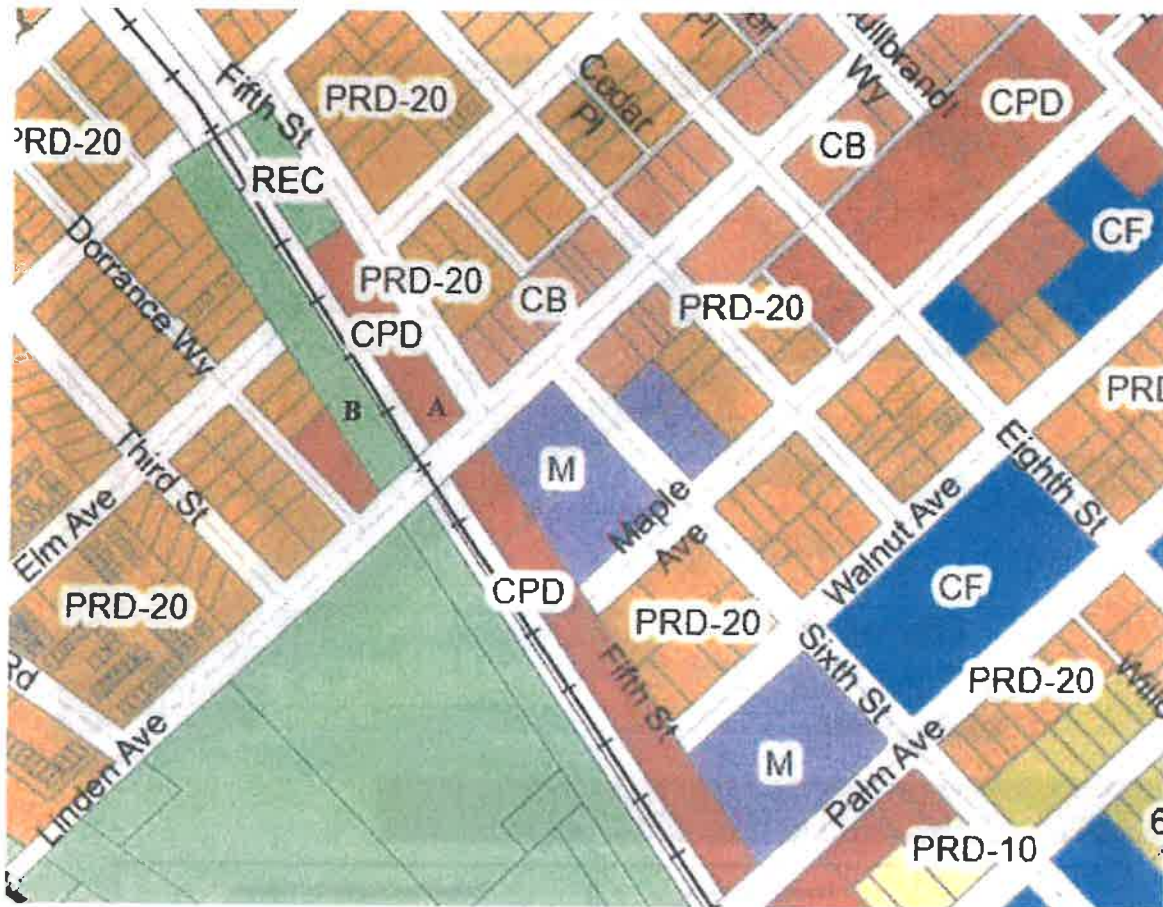 Fifth St
PRD-20
Cedar
Pl
Pl
Wy
CPD
PRD-20
CB
REC
CF
Dorrance Wy
PRD-20
CB
PRD-20
CPD
PRD
B
A
Third St
M
Eighth St
Elm Ave
Maple
Ave
Walnut Ave
CPD
CF
PRD-20
PRD-20
Rd
Fifth St
Sixth St
PRD-20
Linden Ave
M
Palm Ave
PRD-10
6